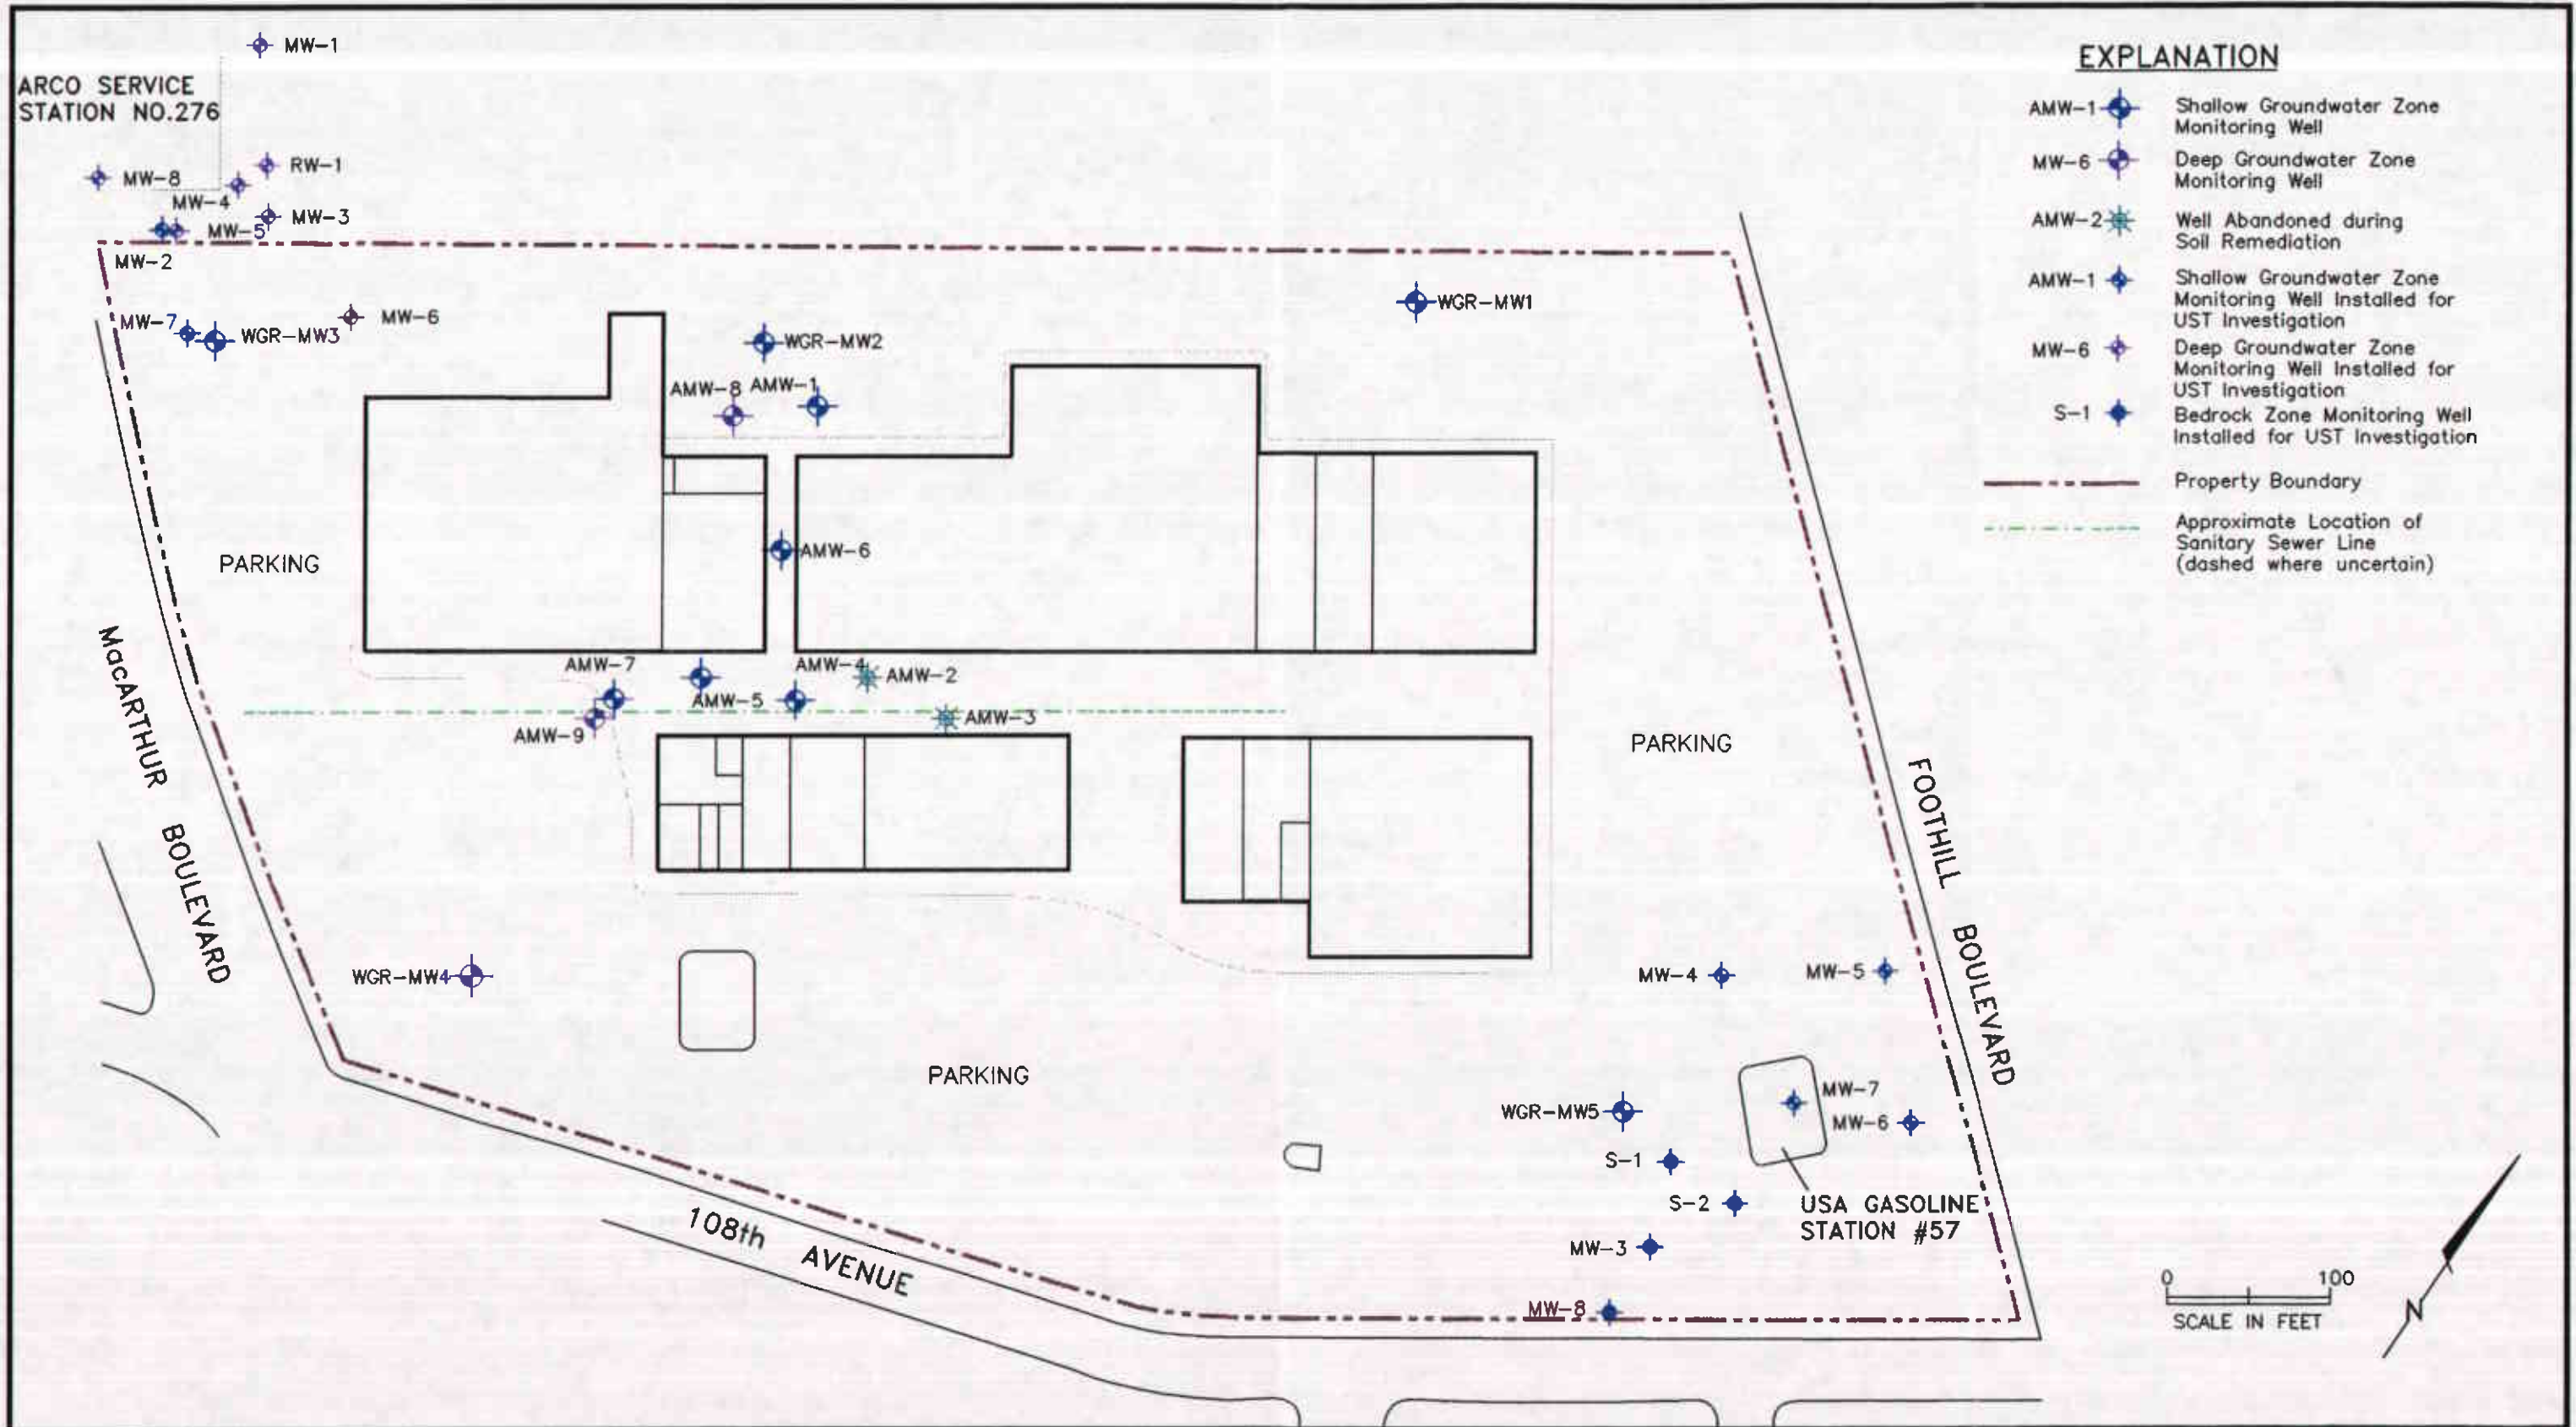 MW-1
ARCO SERVICE
STATION NO.276
RW-1
MW-8
MW-4
MW-3
MW-5
MW-2
MW-7
WGR-MW3
MW-6
WGR-MW2
WGR-MW1
AMW-8
AMW-1
AMW-6
PARKING
AMW-7
AMW-4
AMW-2
AMW-5
AMW-3
AMW-9
MacARTHUR BOULEVARD
PARKING
FOOTHILL BOULEVARD
WGR-MW4
MW-4
MW-5
PARKING
WGR-MW5
MW-7
MW-6
S-1
S-2
USA GASOLINE
STATION #57
MW-3
MW-8
108th AVENUE
EXPLANATION
AMW-1 Shallow Groundwater Zone
Monitoring Well
MW-6 Deep Groundwater Zone
Monitoring Well
AMW-2 Well Abandoned during
Soil Remediation
AMW-1 Shallow Groundwater Zone
Monitoring Well Installed for
UST Investigation
MW-6 Deep Groundwater Zone
Monitoring Well Installed for
UST Investigation
S-1 Bedrock Zone Monitoring Well
Installed for UST Investigation
Property Boundary
Approximate Location of
Sanitary Sewer Line
(dashed where uncertain)
0 100
SCALE IN FEET
N